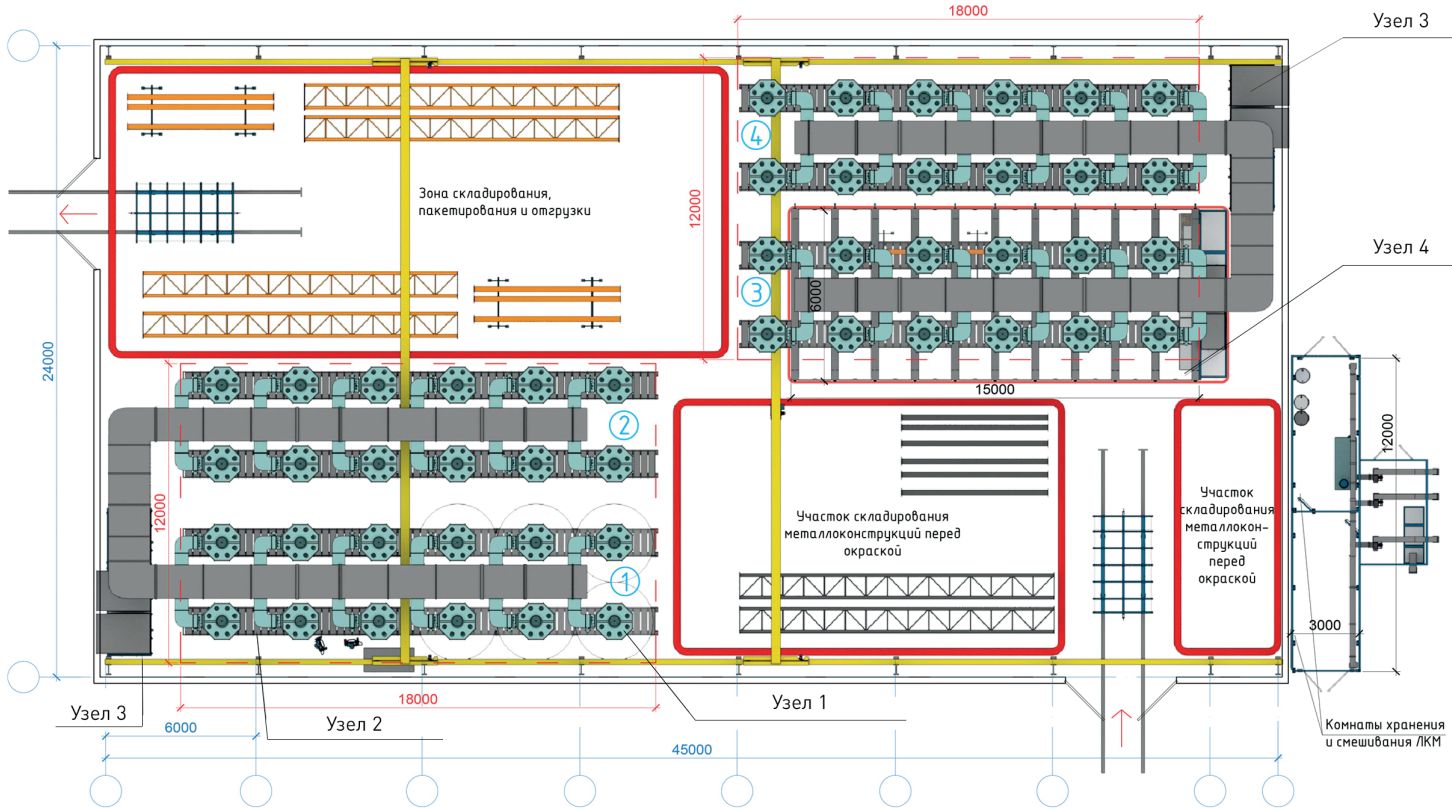 18000
Узел 3
4
Зона складирования,
пакетирования и отгрузки
12000
Узел 4
3
6000
24000
15000
2
12000
12000
Участок складирования
металлоконструкций перед
окраской
Участок
складирования
металлокон-
струкций
перед
окраской
1
3000
18000
Узел 1
Узел 3
Узел 2
6000
45000
Комнаты хранения
и смешивания ЛКМ